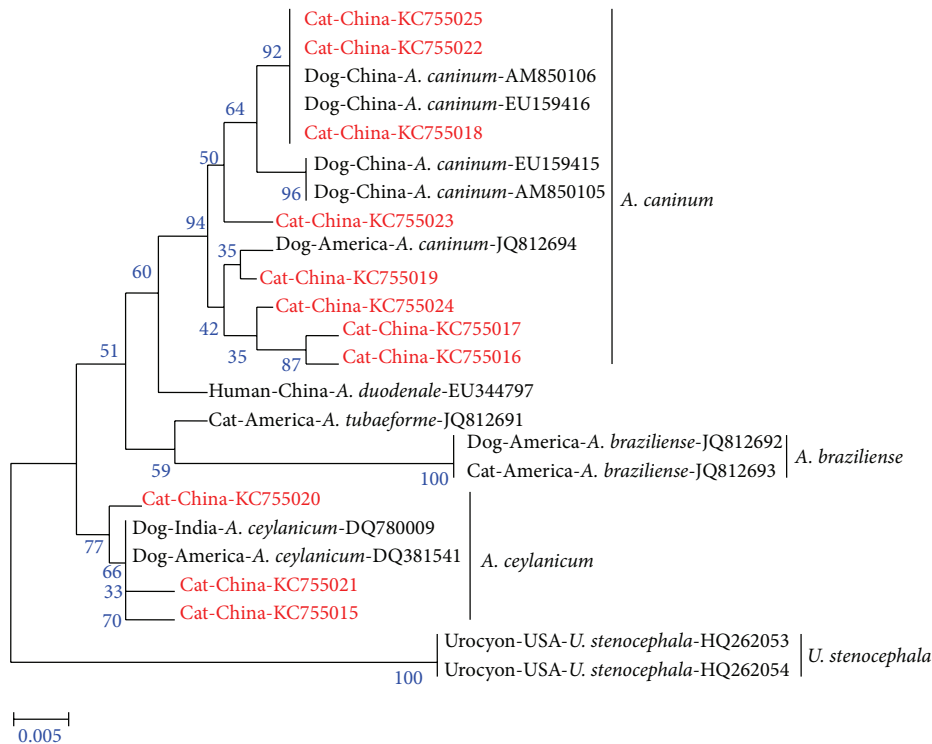 Cat-China-KC755025
92
Cat-China-KC755022
Dog-China-A. caninum-AM850106
64
Dog-China-A. caninum-EU159416
Cat-China-KC755018
50
Dog-China-A. caninum-EU159415
96
Dog-China-A. caninum-AM850105
A. caninum
94
Cat-China-KC755023
35
Dog-America-A. caninum-JQ812694
60
Cat-China-KC755019
Cat-China-KC755024
42
Cat-China-KC755017
35
87
Cat-China-KC755016
51
Human-China-A. duodenale-EU344797
Cat-America-A. tubaeforme-JQ812691
Dog-America-A. braziliense-JQ812692
59
100
Cat-America-A. braziliense-JQ812693
A. braziliense
Cat-China-KC755020
Dog-India-A. ceylanicum-DQ780009
77
Dog-America-A. ceylanicum-DQ381541
A. ceylanicum
66
33
Cat-China-KC755021
70
Cat-China-KC755015
Urocyon-USA-U. stenocephala-HQ262053
U. stenocephala
100
Urocyon-USA-U. stenocephala-HQ262054
0.005